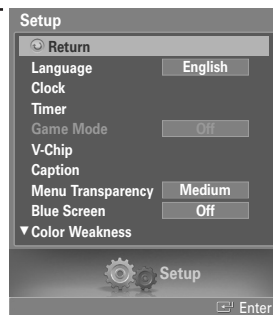 Setup
Return
Language English
Clock
Timer
Game Mode Off
V-Chip
Caption
Menu Transparency Medium
Blue Screen Off
▼ Color Weakness
Setup
Enter